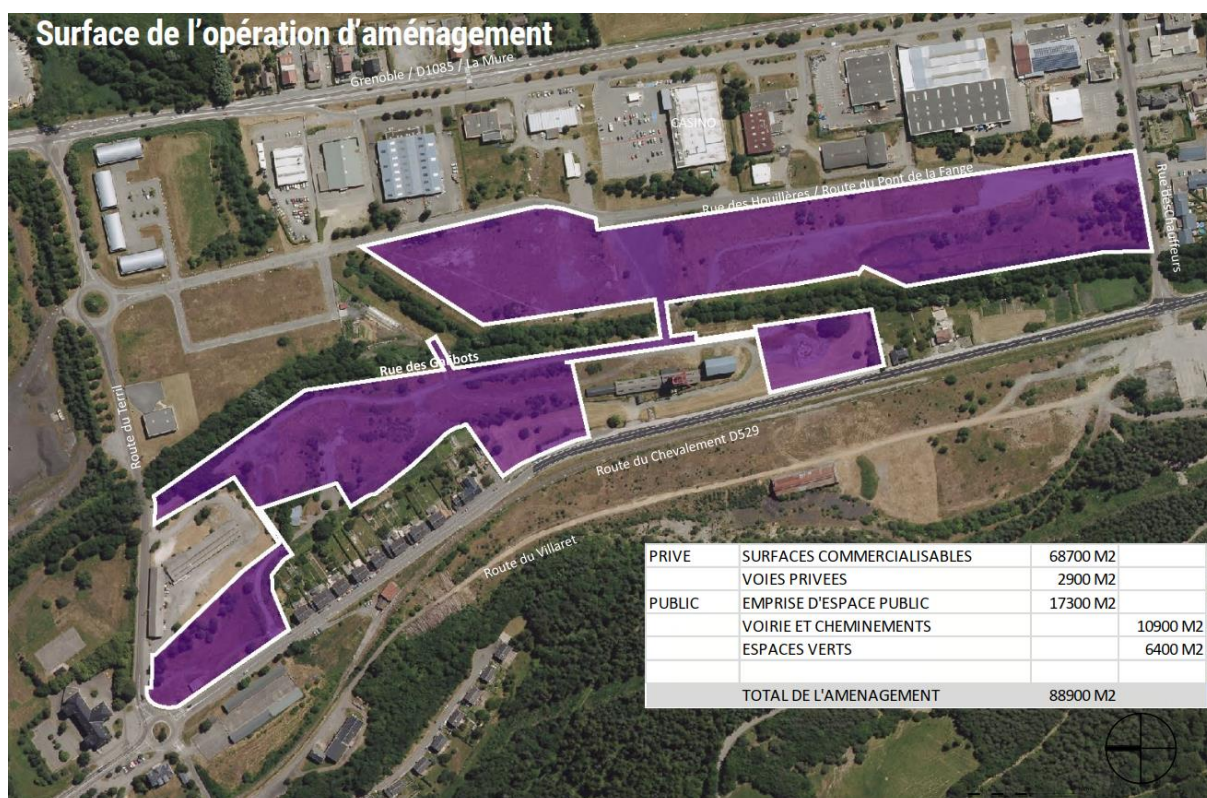 Surface de l'opération d'aménagement
Grenoble / D1085 / La Mure
CASINO
Rue des Houillères / Route du Pont de la Fange
Rue des Chauffeurs
Rue des Galibots
Route du Terril
Route du Chevalement D529
Route du Villaret
PRIVE SURFACES COMMERCIALISABLES 68700 M2
VOIES PRIVEES 2900 M2
PUBLIC EMPRISE D'ESPACE PUBLIC 17300 M2
VOIRIE ET CHEMINEMENTS 10900 M2
ESPACES VERTS 6400 M2
TOTAL DE L'AMENAGEMENT 88900 M2